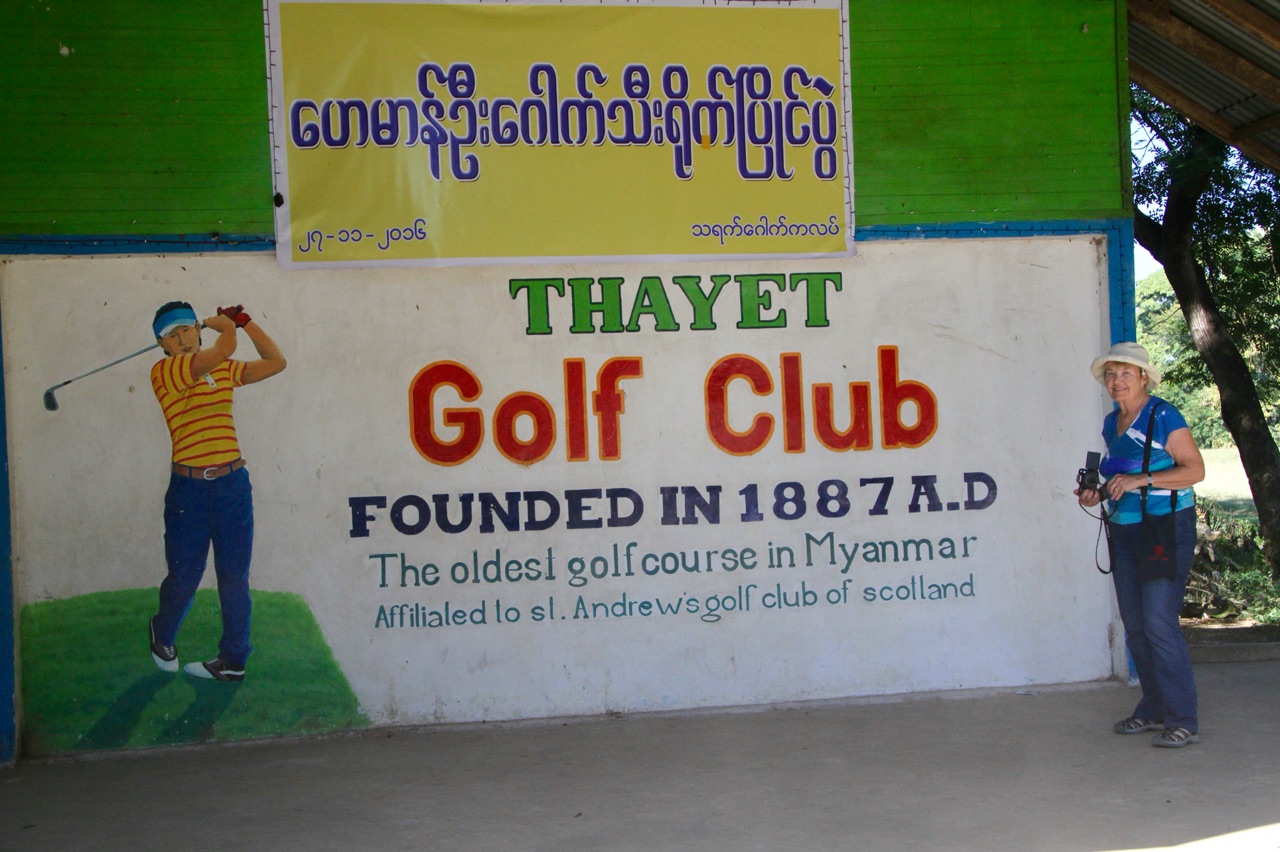 ဟေမာန်ဦးဂေါက်သီးရိုက်ပြိုင်ပွဲ
၂၇-၁၁-၂၀၁၆
သရက်ဂေါက်ကလပ်
THAYET
Golf Club
FOUNDED IN 1887 A.D
The oldest golf course in Myanmar
Affilialed to st. Andrew's golf club of scotland